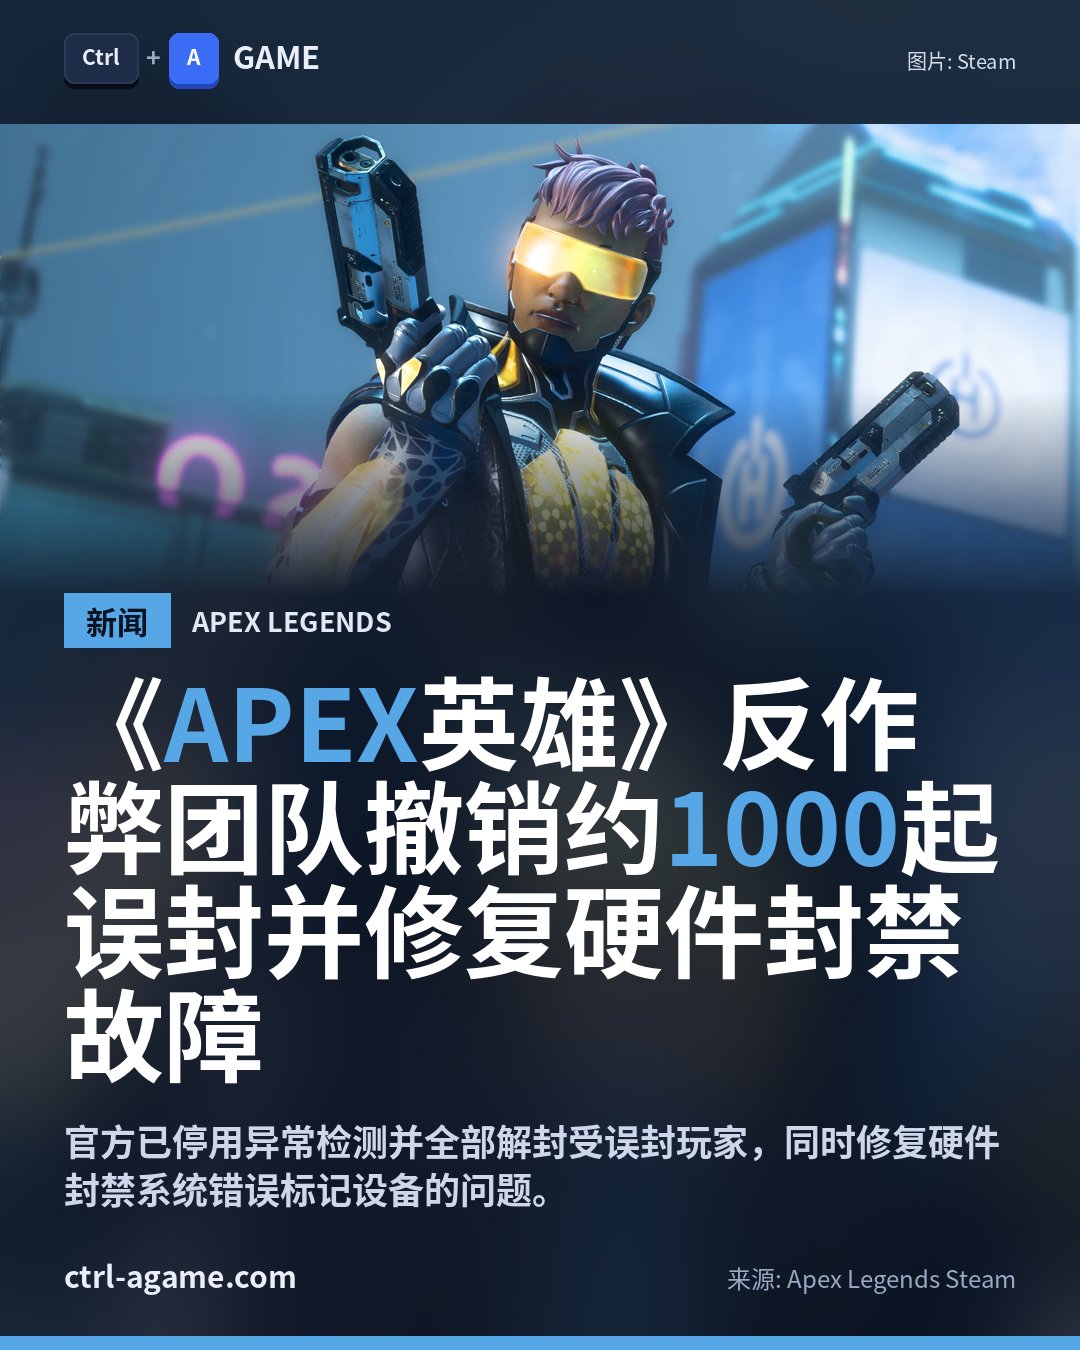 Ctrl + A GAME
图片: Steam
新闻 APEX LEGENDS
《APEX英雄》反作
弊团队撤销约1000起
误封并修复硬件封禁
故障
官方已停用异常检测并全部解封受误封玩家，同时修复硬件
封禁系统错误标记设备的问题。
ctrl-agame.com
来源: Apex Legends Steam